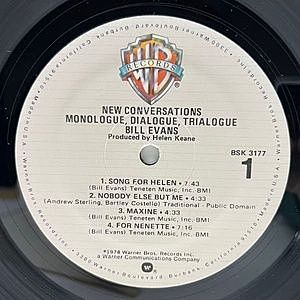 RECORDS
NEW CONVERSATIONS
MONOLOGUE, DIALOGUE, TRIALOGUE
BILL EVANS
Produced by Helen Keane
BSK 3177
1
1. SONG FOR HELEN • 7:43
(Bill Evans) Teneten Music, Inc.-BMI
2. NOBODY ELSE BUT ME • 4:33
(Andrew Sterling, Bartley Costello) Traditional - Public Domain
3. MAXINE • 4:33
(Bill Evans) Teneten Music, Inc.-BMI
4. FOR NENETTE • 7:16
(Bill Evans) Teneten Music, Inc.-BMI
©1978 Warner Bros. Records Inc.
a Warner Communications Company